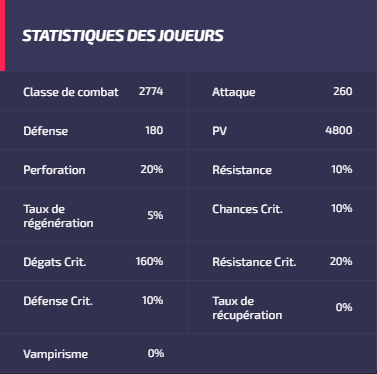 STATISTIQUES DES JOUEURS
Classe de combat 2774 Attaque 260
Défense 180 PV 4800
Perforation 20% Résistance 10%
Taux de
régénération 5% Chances Crit. 10%
Dégats Crit. 160% Résistance Crit. 20%
Défense Crit. 10% Taux de
récupération 0%
Vampirisme 0%